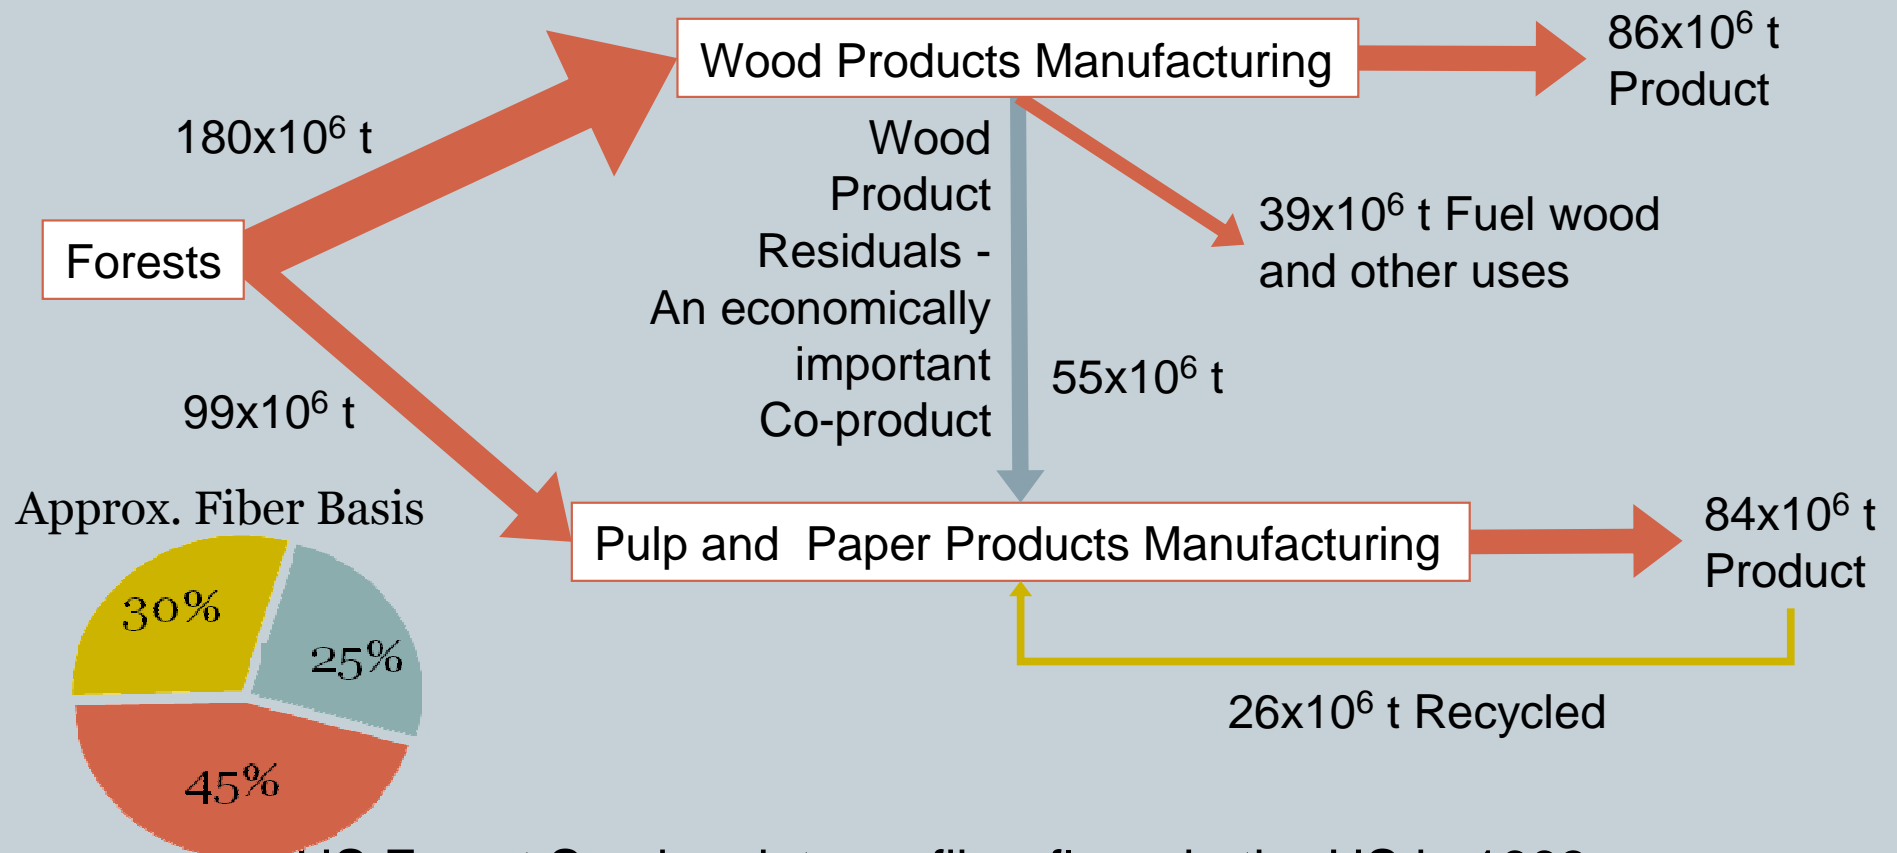 Wood Products Manufacturing
86x10⁶ t
Product
180x10⁶ t
Wood
Product
Residuals -
An economically
important
Co-product
39x10⁶ t Fuel wood
and other uses
Forests
55x10⁶ t
99x10⁶ t
Pulp and  Paper Products Manufacturing
84x10⁶ t
Product
26x10⁶ t Recycled
Approx. Fiber Basis
30%
25%
45%